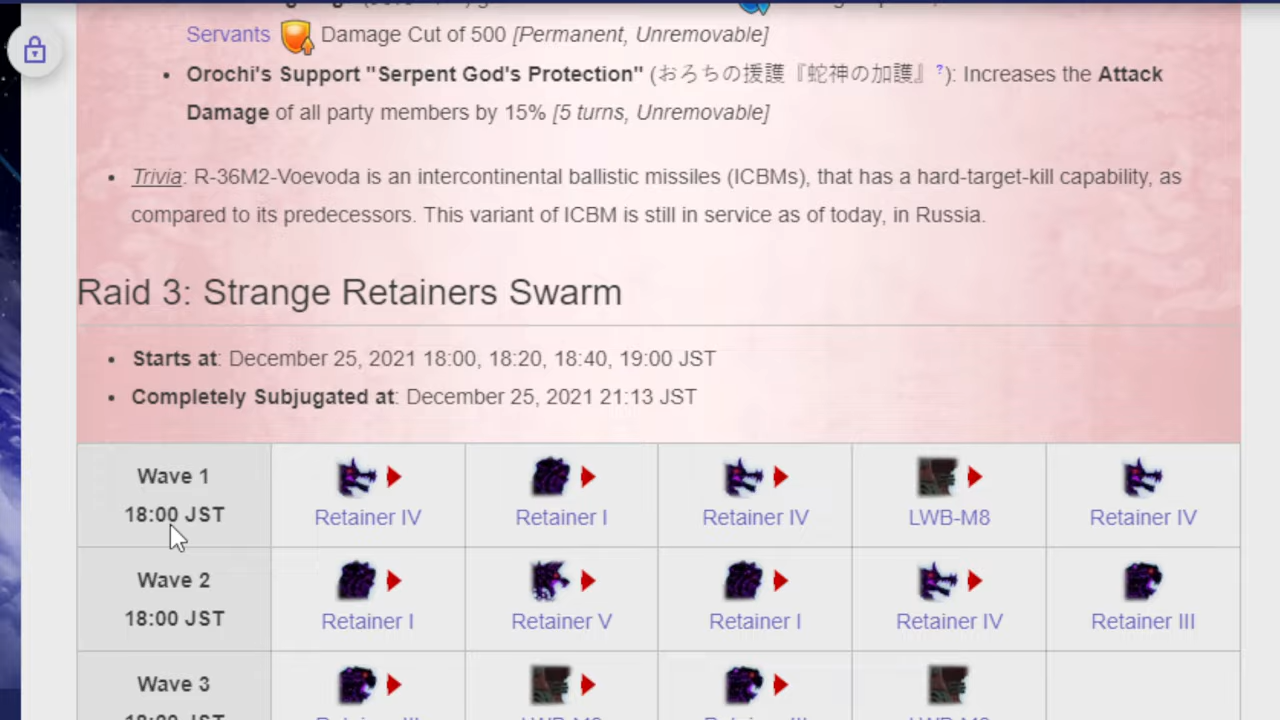 Servants Damage Cut of 500 [Permanent, Unremovable]
Orochi's Support "Serpent God's Protection" (おろちの援護『蛇神の加護』?): Increases the Attack
Damage of all party members by 15% [5 turns, Unremovable]
Trivia: R-36M2-Voevoda is an intercontinental ballistic missiles (ICBMs), that has a hard-target-kill capability, as
compared to its predecessors. This variant of ICBM is still in service as of today, in Russia.
Raid 3: Strange Retainers Swarm
Starts at: December 25, 2021 18:00, 18:20, 18:40, 19:00 JST
Completely Subjugated at: December 25, 2021 21:13 JST
Wave 1
18:00 JST
Retainer IV Retainer I Retainer IV LWB-M8 Retainer IV
Wave 2
18:00 JST
Retainer I Retainer V Retainer I Retainer IV Retainer III
Wave 3